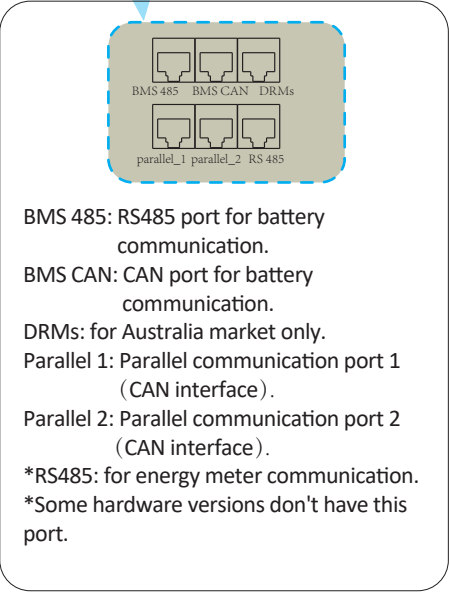 BMS 485 BMS CAN DRMs
parallel_1 parallel_2 RS 485
BMS 485: RS485 port for battery
communication.
BMS CAN: CAN port for battery
communication.
DRMs: for Australia market only.
Parallel 1: Parallel communication port 1
（CAN interface）.
Parallel 2: Parallel communication port 2
（CAN interface）.
*RS485: for energy meter communication.
*Some hardware versions don't have this
port.